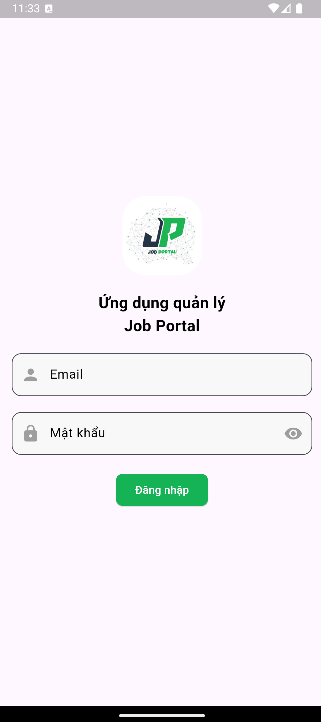 11:33
JP
JOB PORTAL
Ứng dụng quản lý
Job Portal
Email
Mật khẩu
Đăng nhập